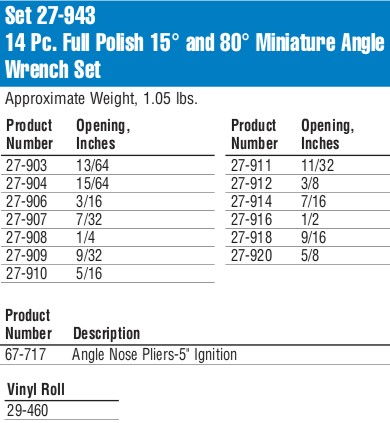 Set 27-943
14 Pc. Full Polish 15° and 80° Miniature Angle
Wrench Set
Approximate Weight, 1.05 lbs.
Product Opening,
Number Inches
27-903 13/64
27-904 15/64
27-906 3/16
27-907 7/32
27-908 1/4
27-909 9/32
27-910 5/16
Product Opening,
Number Inches
27-911 11/32
27-912 3/8
27-914 7/16
27-916 1/2
27-918 9/16
27-920 5/8
Product
Number Description
67-717 Angle Nose Pliers-5" Ignition
Vinyl Roll
29-460